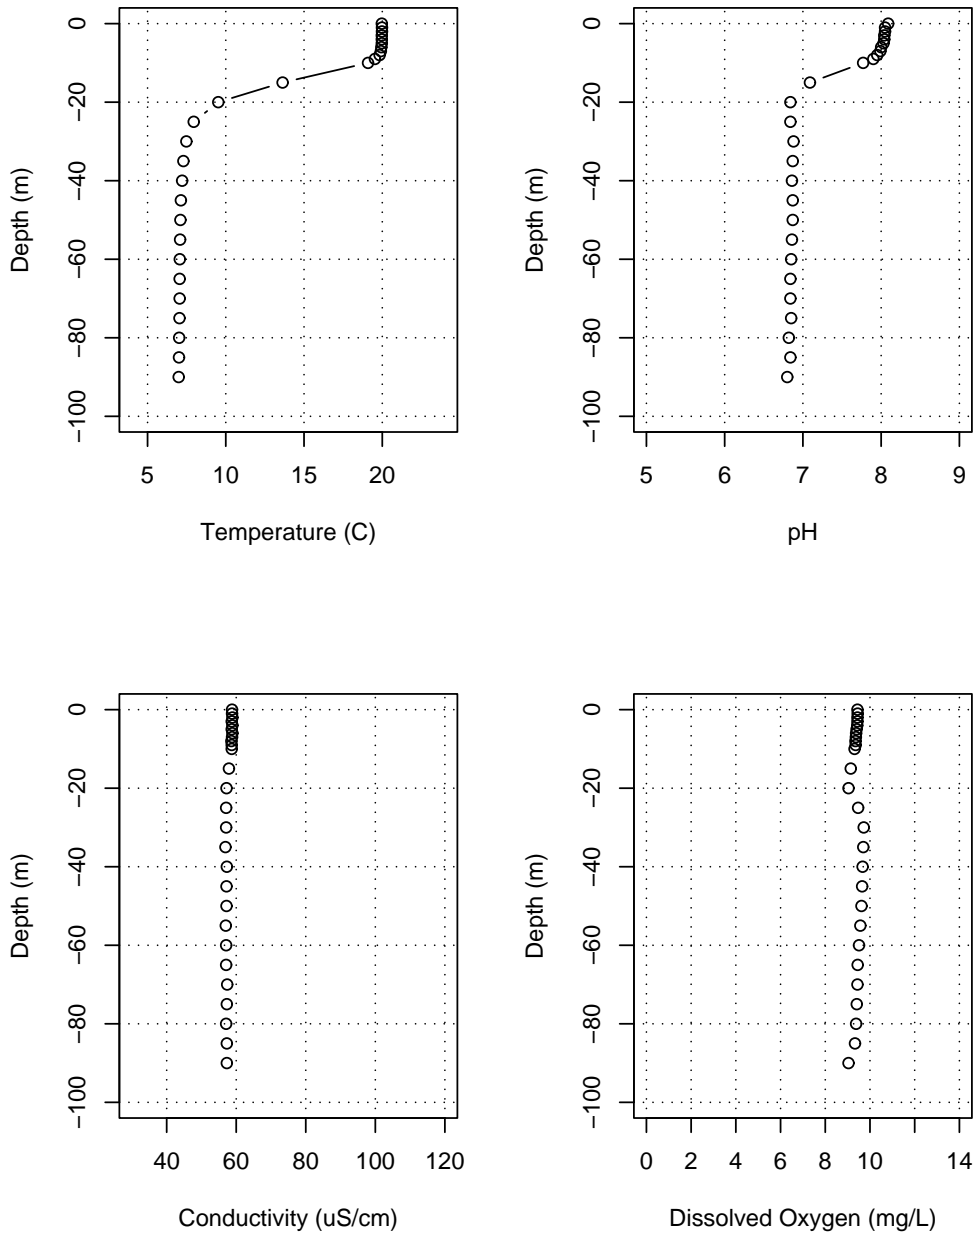 0
−20
−40
−60
−80
−100
Depth (m)
5 10 15 20
Temperature (C)
0
−20
−40
−60
−80
−100
Depth (m)
5 6 7 8 9
pH
0
−20
−40
−60
−80
−100
Depth (m)
40 60 80 100 120
Conductivity (uS/cm)
0
−20
−40
−60
−80
−100
Depth (m)
0 2 4 6 8 10 14
Dissolved Oxygen (mg/L)